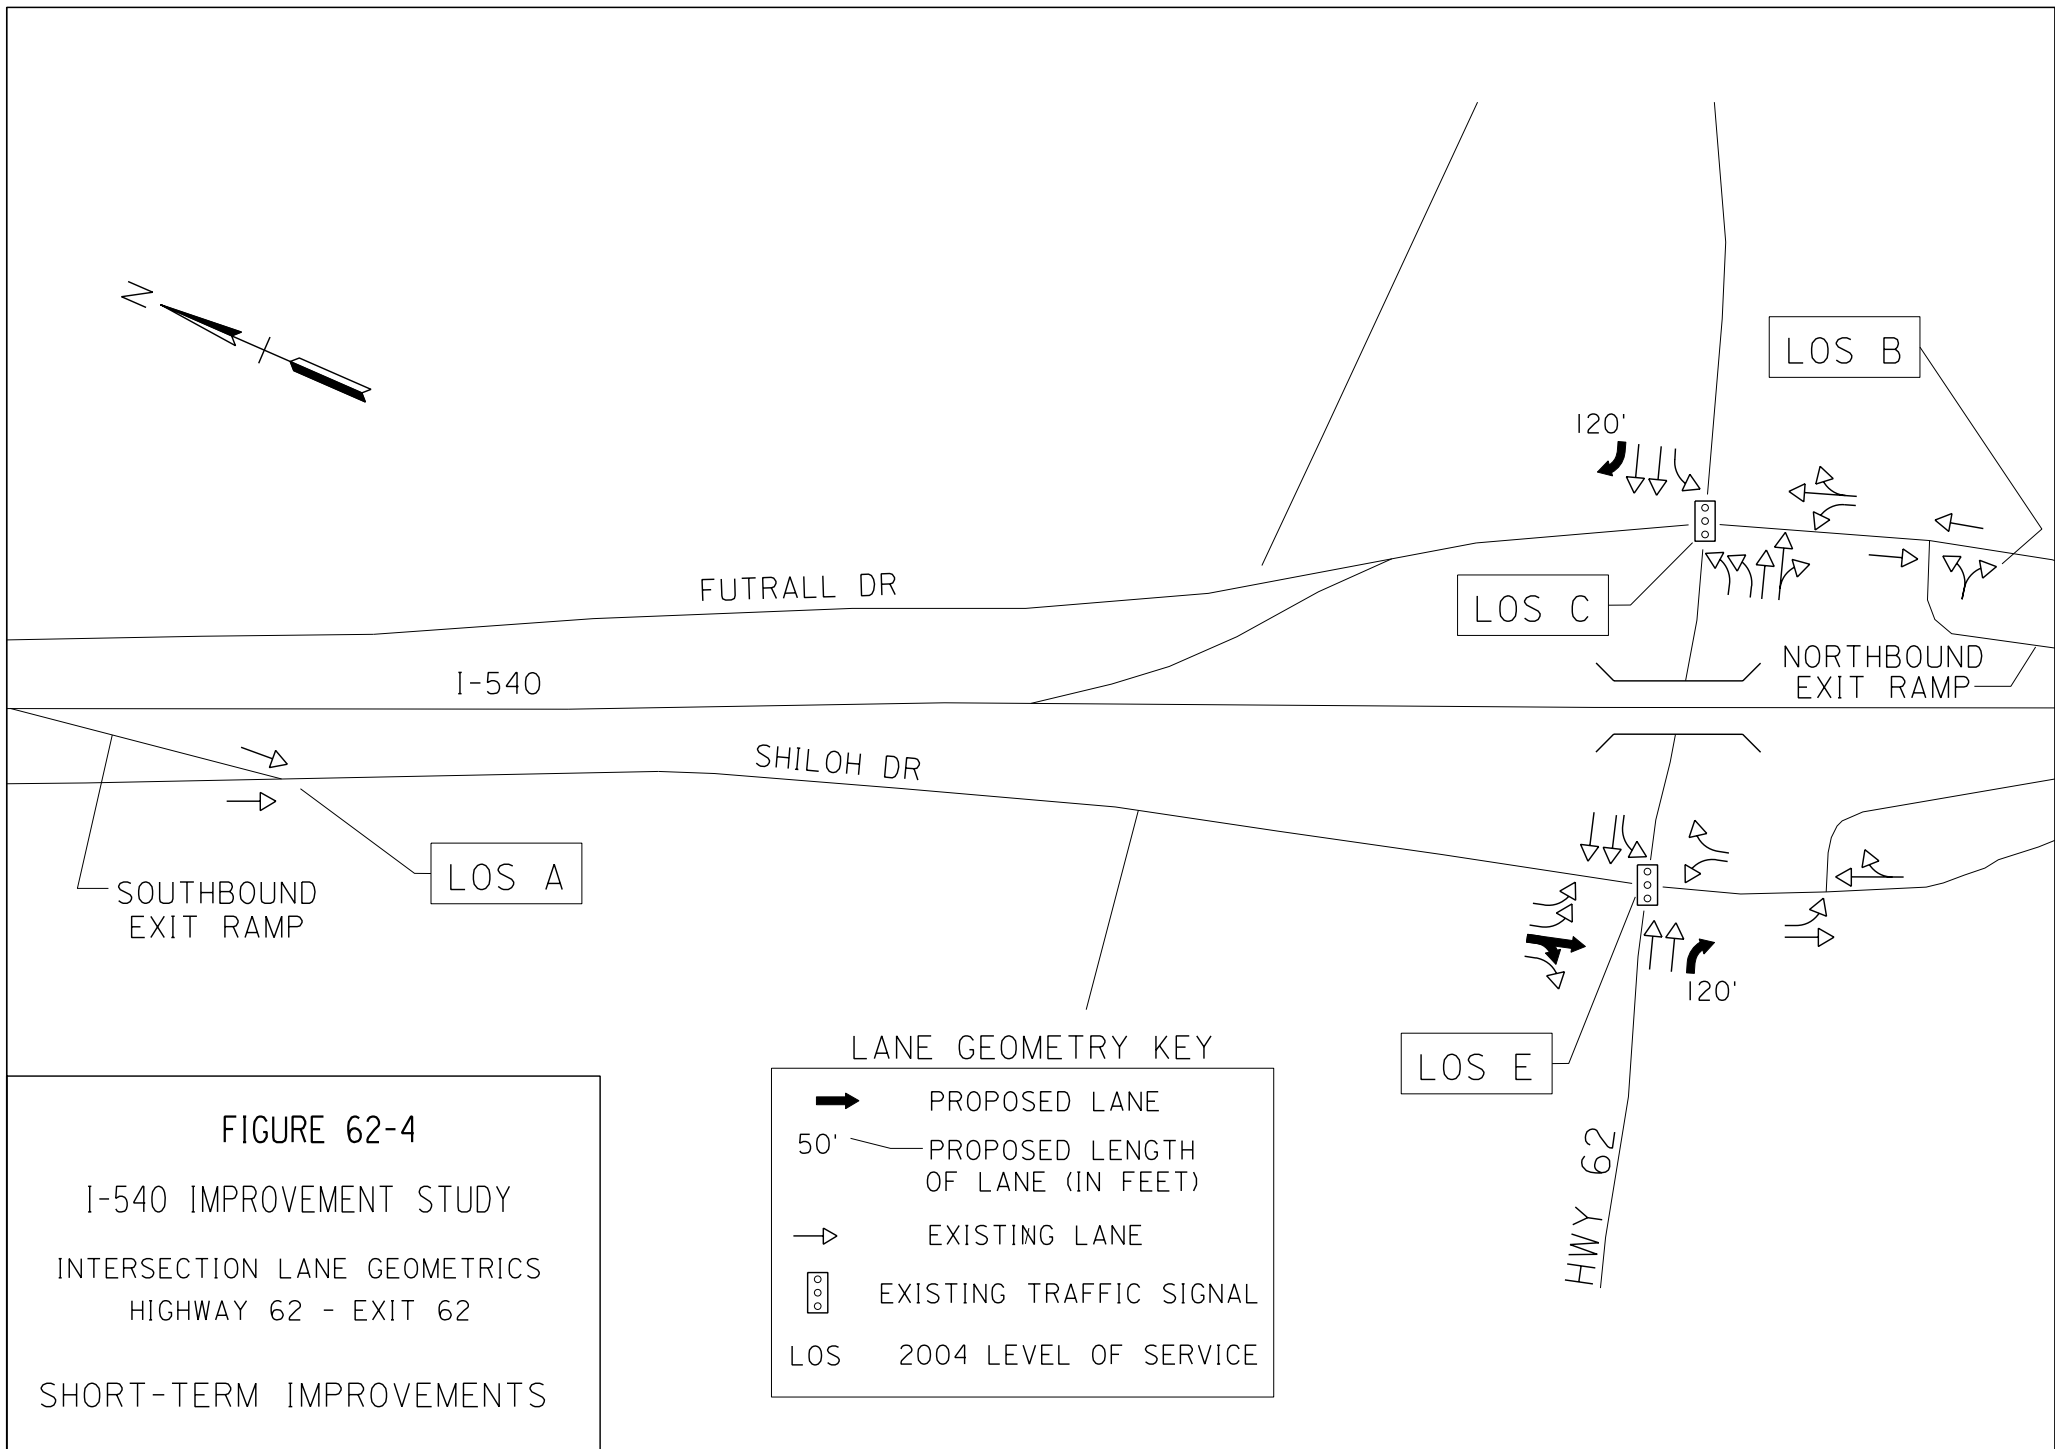 N
LOS B
120'
FUTRALL DR
LOS C
I-540
NORTHBOUND
EXIT RAMP
SHILOH DR
LOS A
SOUTHBOUND
EXIT RAMP
120'
LOS E
HWY 62
LANE GEOMETRY KEY
PROPOSED LANE
50'
PROPOSED LENGTH
OF LANE (IN FEET)
EXISTING LANE
EXISTING TRAFFIC SIGNAL
LOS 2004 LEVEL OF SERVICE
FIGURE 62-4
I-540 IMPROVEMENT STUDY
INTERSECTION LANE GEOMETRICS
HIGHWAY 62 - EXIT 62
SHORT-TERM IMPROVEMENTS